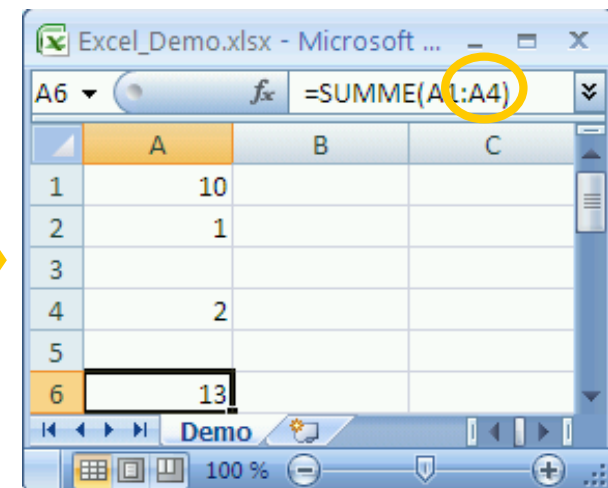 Excel_Demo.xlsx - Microsoft ...
A6 fx =SUMME(A1:A4)
A B C
1 10
2 1
3
4 2
5
6 13
Demo
100 %